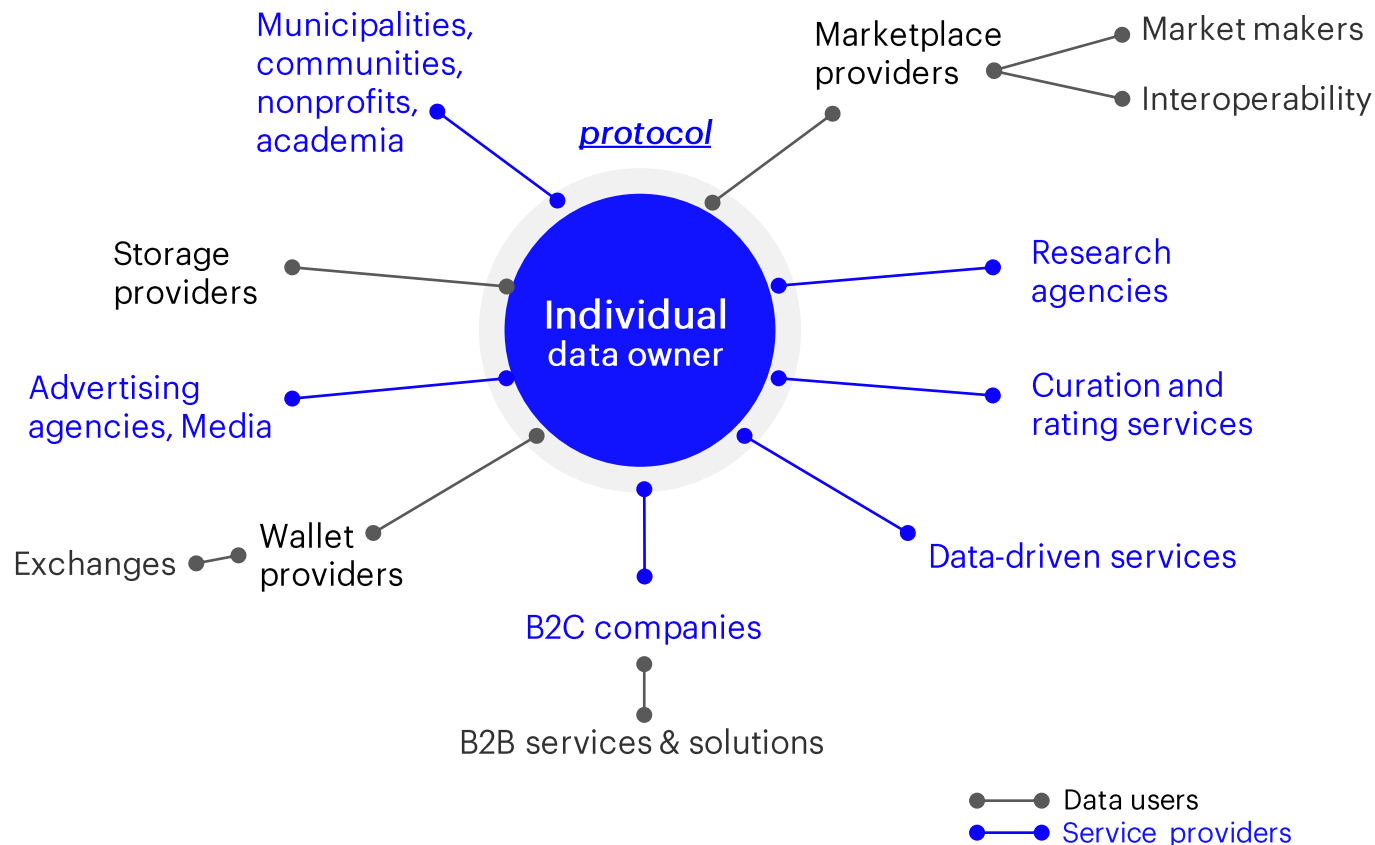 Municipalities,
communities,
nonprofits,
academia
protocol
Marketplace
providers
Market makers
Interoperability
Storage
providers
Individual
data owner
Research
agencies
Advertising
agencies, Media
Curation and
rating services
Exchanges
Wallet
providers
Data-driven services
B2C companies
B2B services & solutions
Data users
Service providers